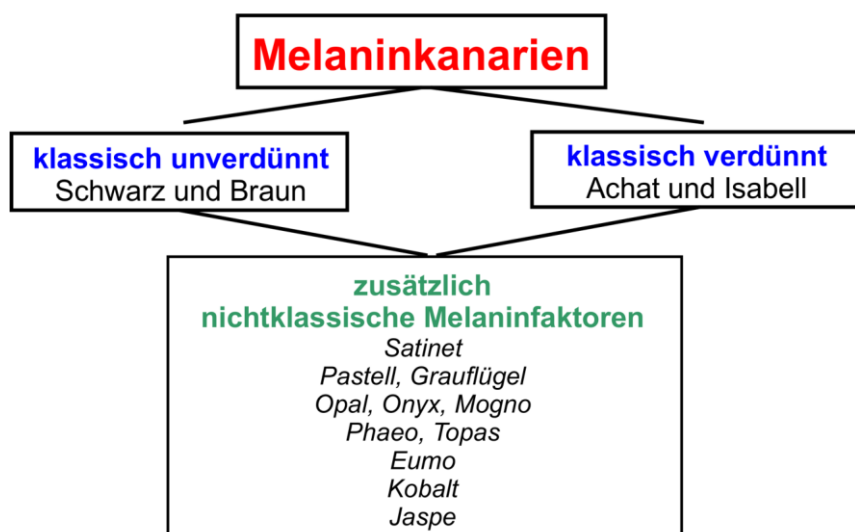 Melaninkanarien
klassisch unverdünnt
Schwarz und Braun
klassisch verdünnt
Achat und Isabell
zusätzlich
nichtklassische Melaninfaktoren
Satinet
Pastell, Grauflügel
Opal, Onyx, Mogno
Phaeo, Topas
Eumo
Kobalt
Jaspe